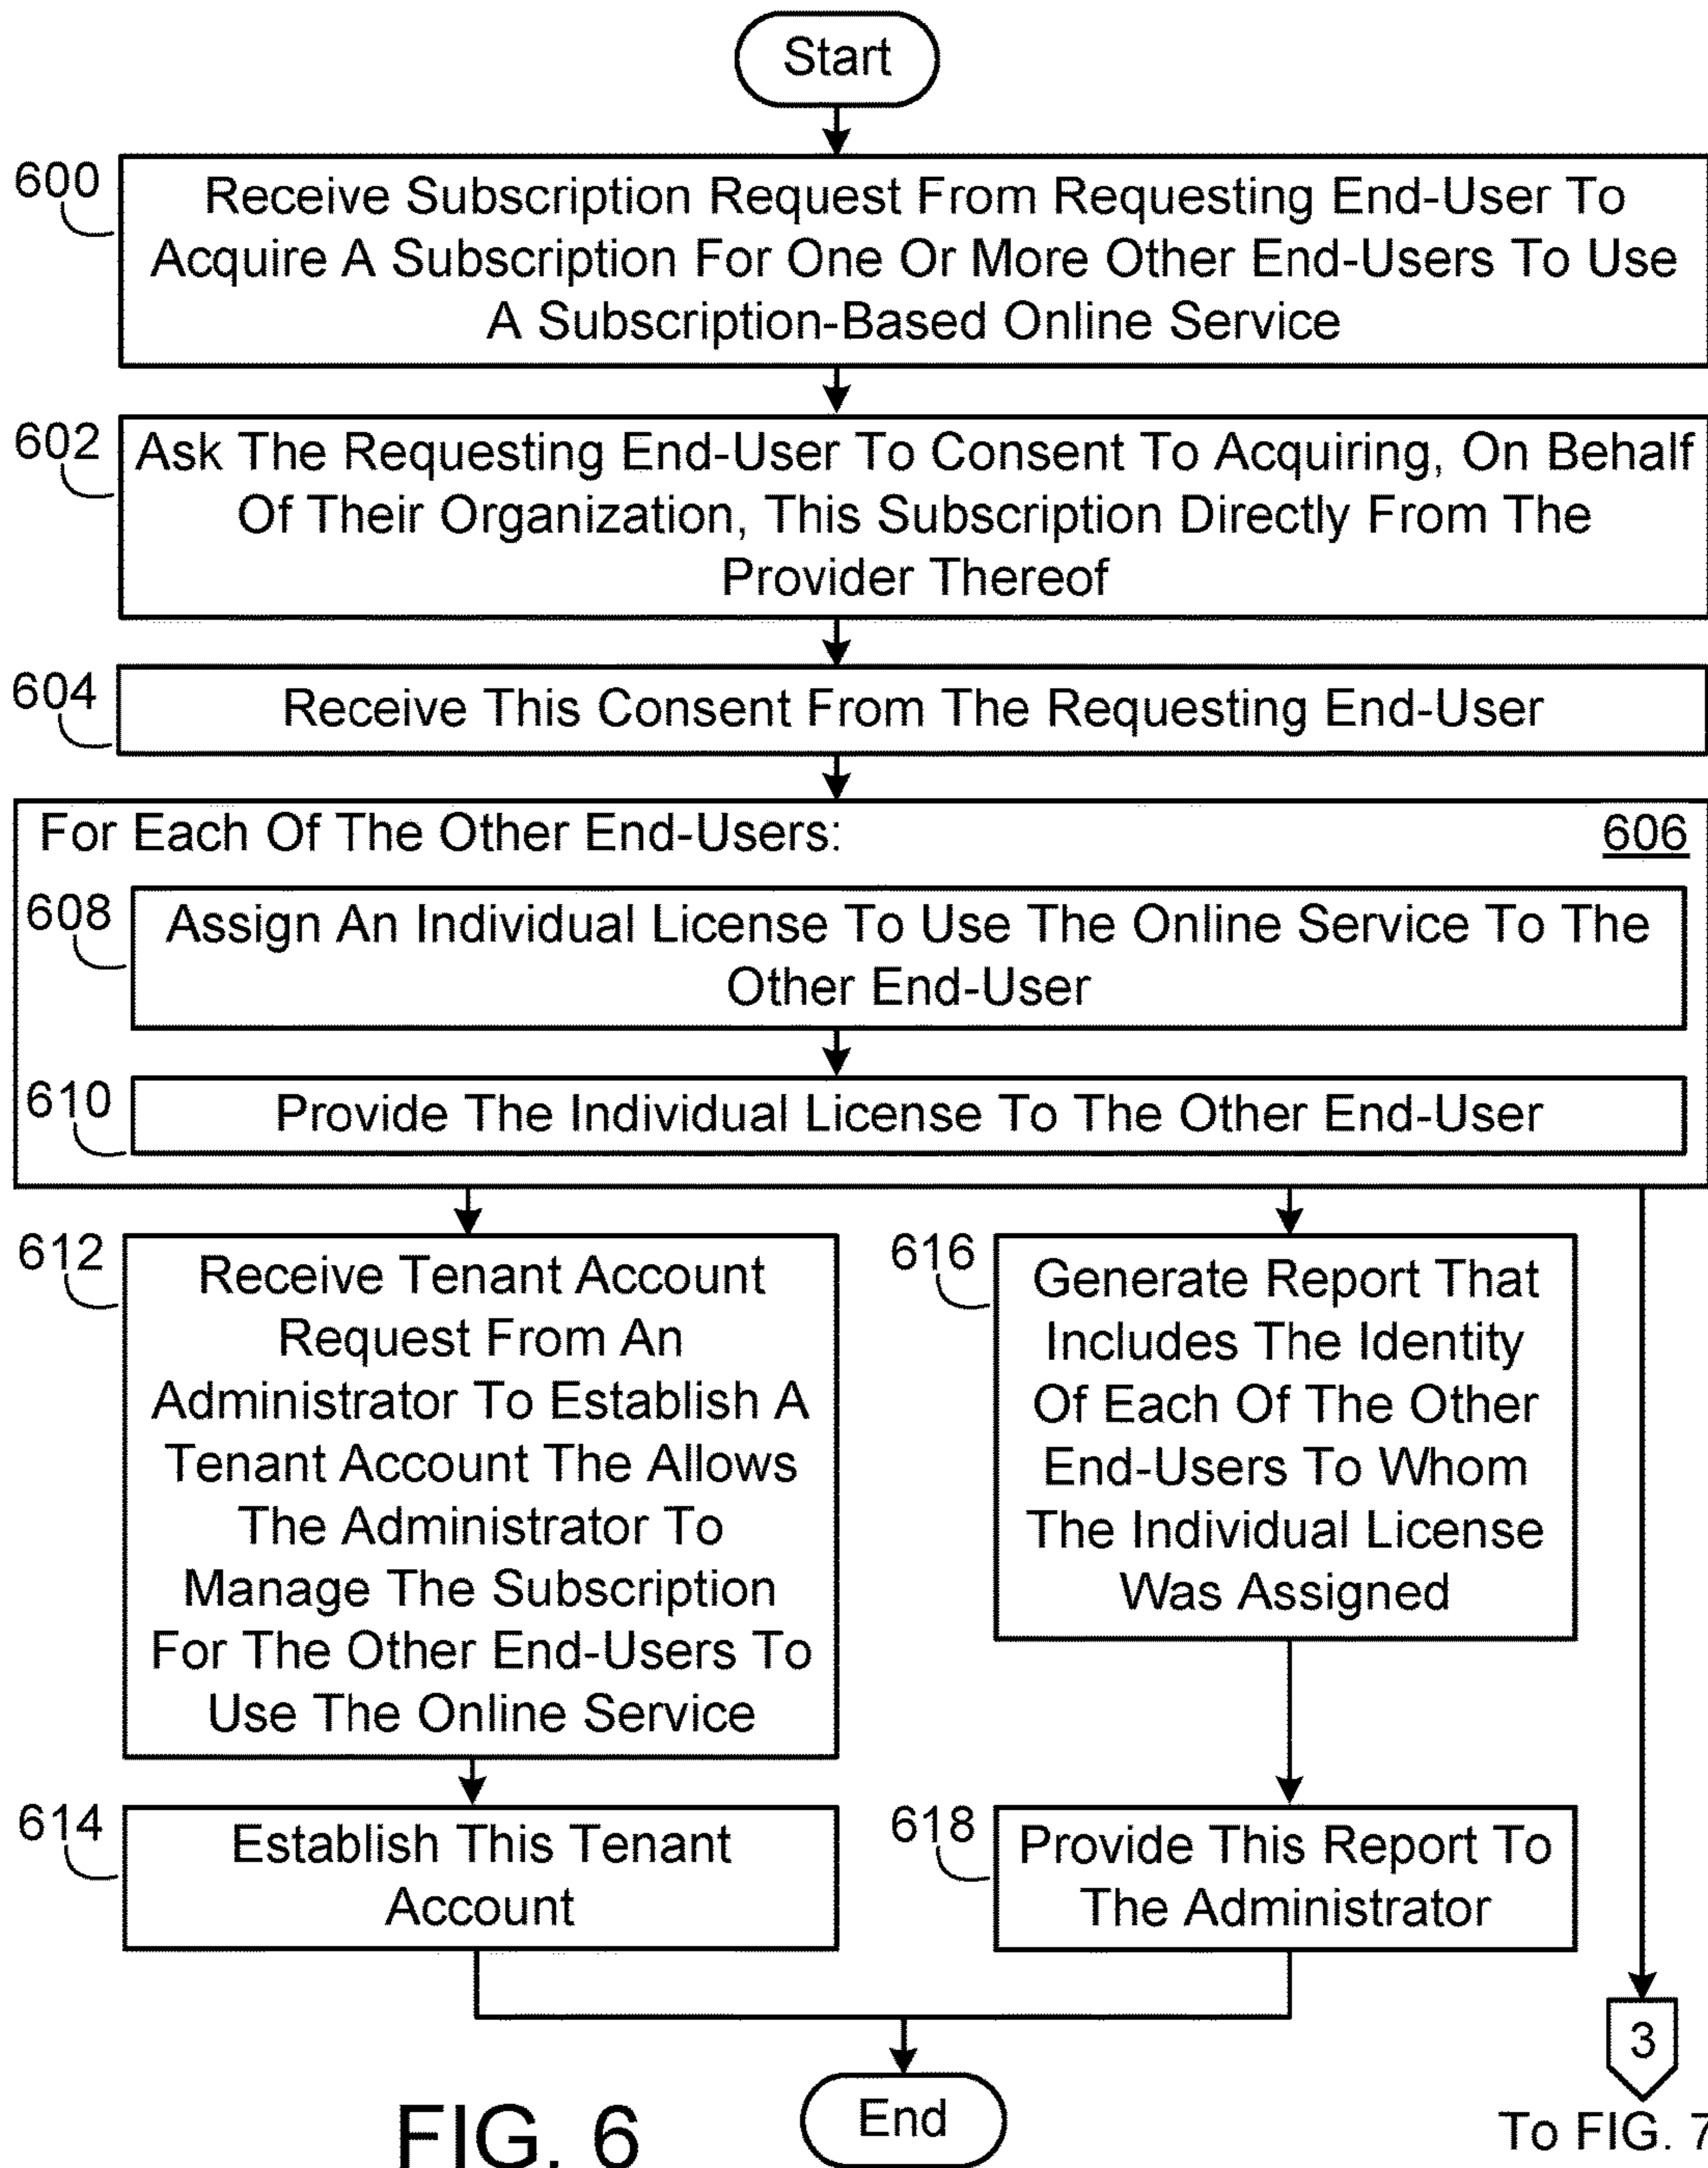 Start
600
Receive Subscription Request From Requesting End-User To
Acquire A Subscription For One Or More Other End-Users To Use
A Subscription-Based Online Service
602
Ask The Requesting End-User To Consent To Acquiring, On Behalf
Of Their Organization, This Subscription Directly From The
Provider Thereof
604
Receive This Consent From The Requesting End-User
For Each Of The Other End-Users:
606
608
Assign An Individual License To Use The Online Service To The
Other End-User
610
Provide The Individual License To The Other End-User
612
Receive Tenant Account
Request From An
Administrator To Establish A
Tenant Account The Allows
The Administrator To
Manage The Subscription
For The Other End-Users To
Use The Online Service
616
Generate Report That
Includes The Identity
Of Each Of The Other
End-Users To Whom
The Individual License
Was Assigned
614
Establish This Tenant
Account
618
Provide This Report To
The Administrator
3
To FIG. 7
End
FIG. 6